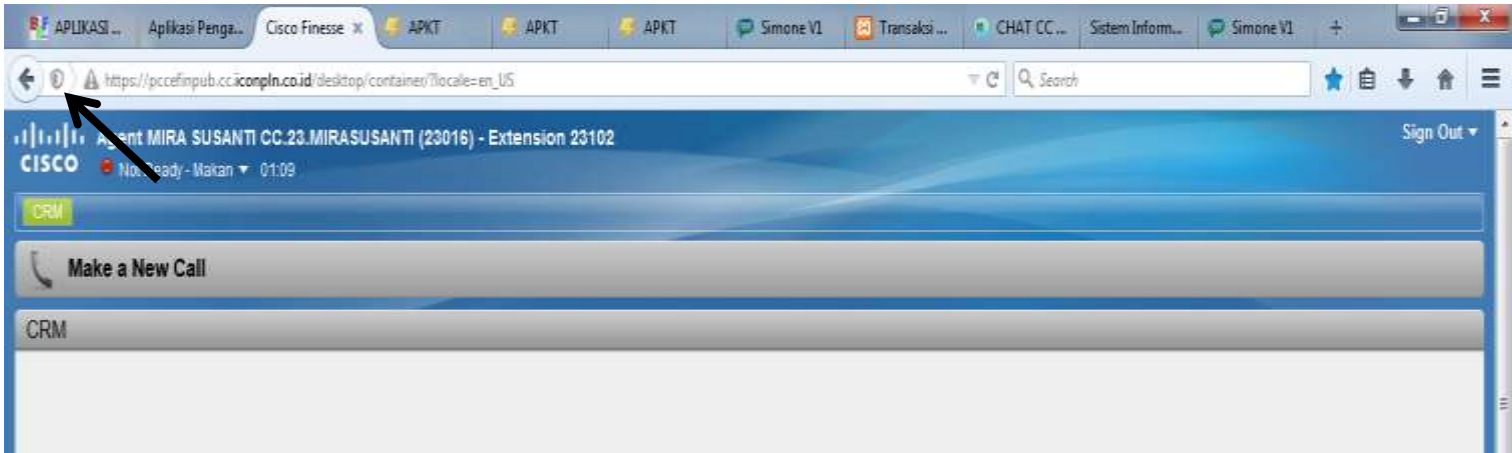 APLIKASI ... Aplikasi Penga... Cisco Finesse x APKT APKT APKT Simone V1 Transaksi ... CHAT CC ... Sistem Inform... Simone V1 +
https://pccefinpub.cc.iconpln.co.id/desktop/container/?locale=en_US Search
CISCO Agent MIRA SUSANTI CC.23.MIRASUSANTI (23016) - Extension 23102 Sign Out
Not Ready - Makan 01:09
CRM
Make a New Call
CRM